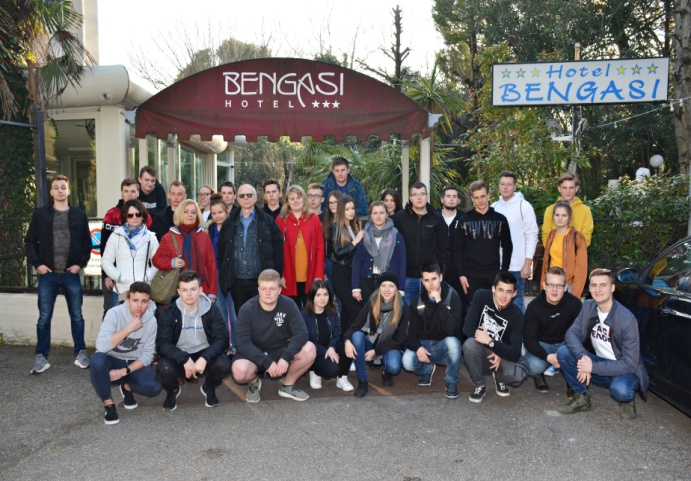 BENGASI
HOTEL ★★★
★★★ Hotel ★★★
BENGASI